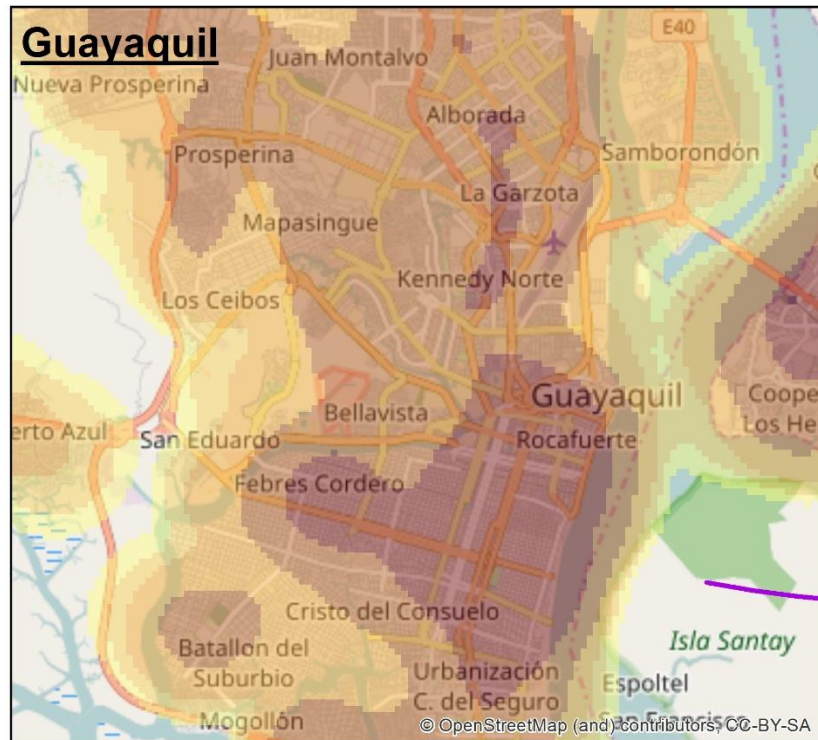 Guayaquil
E40
Juan Montalvo
Nueva Prosperina
Alborada
Prosperina
Samborondón
La Garzota
Mapasingue
Kennedy Norte
Los Ceibos
Guayaquil
Coope
Los He
Bellavista
erto Azul
San Eduardo
Rocafuerte
Febres Cordero
Cristo del Consuelo
Isla Santay
Batallon del
Suburbio
Urbanización
C. del Seguro
Espoltel
Mogollón
San Francisco
© OpenStreetMap (and) contributors, CC-BY-SA